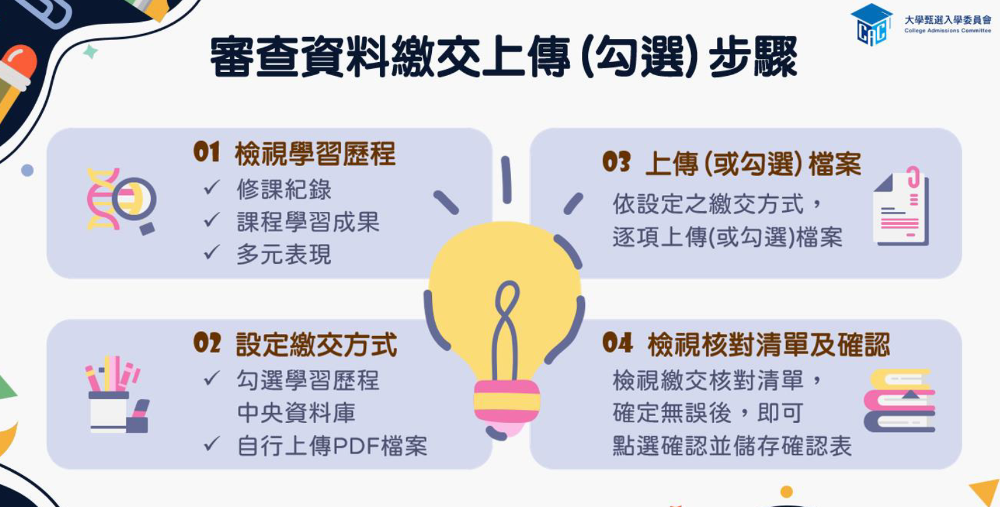 大學甄選入學委員會
College Admissions Committee
CAC
審查資料繳交上傳(勾選)步驟
01 檢視學習歷程
✓ 修課紀錄
✓ 課程學習成果
✓ 多元表現
02 設定繳交方式
✓ 勾選學習歷程
中央資料庫
✓ 自行上傳PDF檔案
03 上傳(或勾選)檔案
依設定之繳交方式，
逐項上傳(或勾選)檔案
04 檢視核對清單及確認
檢視繳交核對清單，
確定無誤後，即可
點選確認並儲存確認表